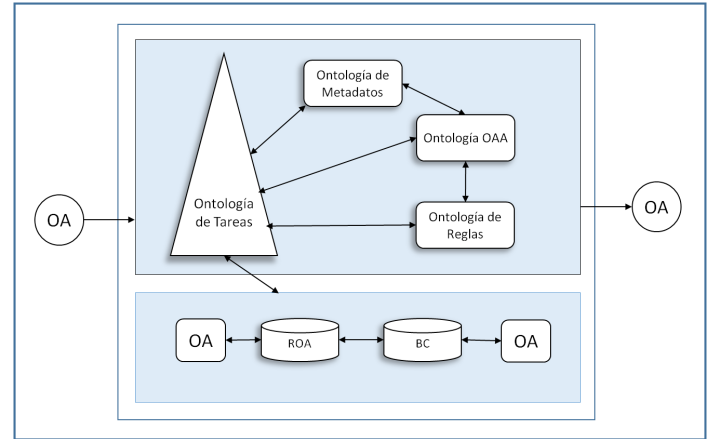 Ontología de
Metadatos
Ontología OAA
Ontología
de Tareas
Ontología de
Reglas
OA
OA
OA
ROA
BC
OA